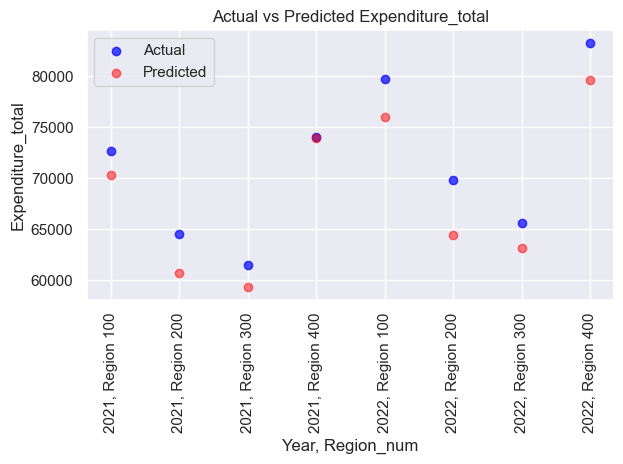 Actual vs Predicted Expenditure_total
Actual
Predicted
Expenditure_total
80000
75000
70000
65000
60000
2021, Region 100
2021, Region 200
2021, Region 300
2021, Region 400
2022, Region 100
2022, Region 200
2022, Region 300
2022, Region 400
Year, Region_num